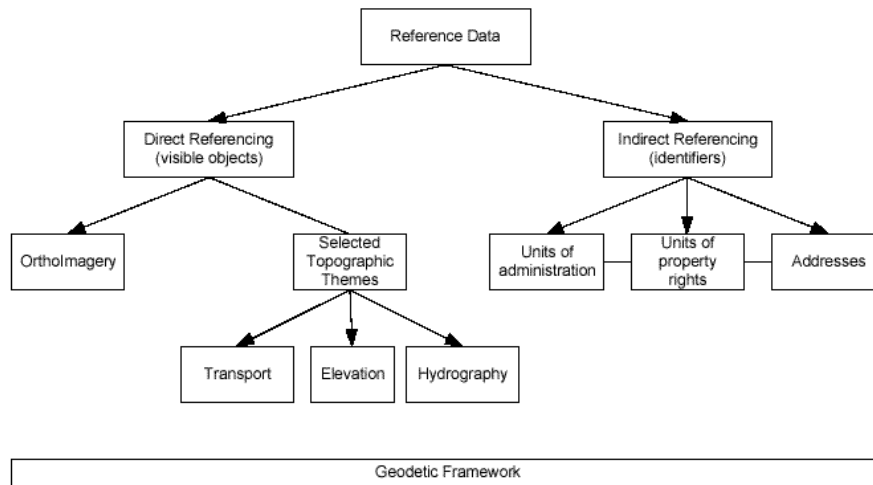 Reference Data
Direct Referencing
(visible objects)
Indirect Referencing
(identifiers)
OrthoImagery
Selected
Topographic
Themes
Units of
administration
Units of
property
rights
Addresses
Transport
Elevation
Hydrography
Geodetic Framework